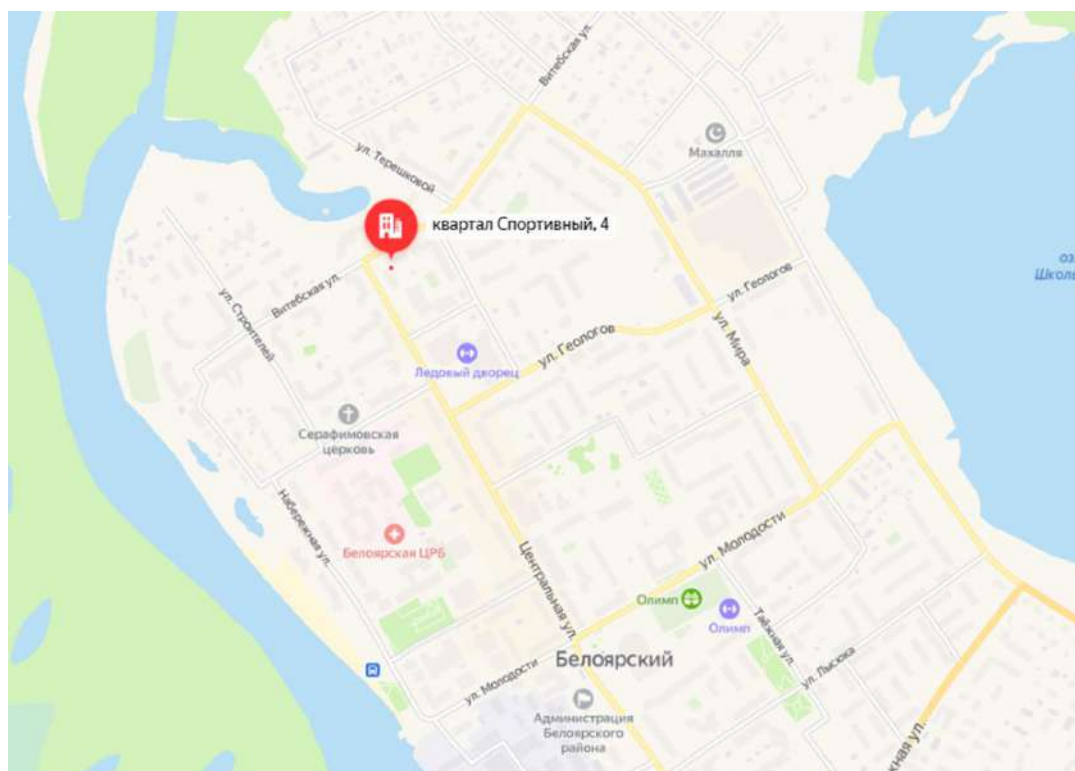 Витебская ул.
Махалля
ул. Терешковой
квартал Спортивный, 4
оз
Школь
Витебская ул.
ул. Строителей
ул. Геологов
ул. Геологов
ул. Мира
Ледовый дворец
Серафимовская
церковь
Набережная ул.
Белоярская ЦРБ
ул. Молодости
Центральная ул.
Олимп
Олимп
Таёжная ул.
Белоярский
ул. Лысюка
ул. Молодости
Администрация
Белоярского
района
жная ул.